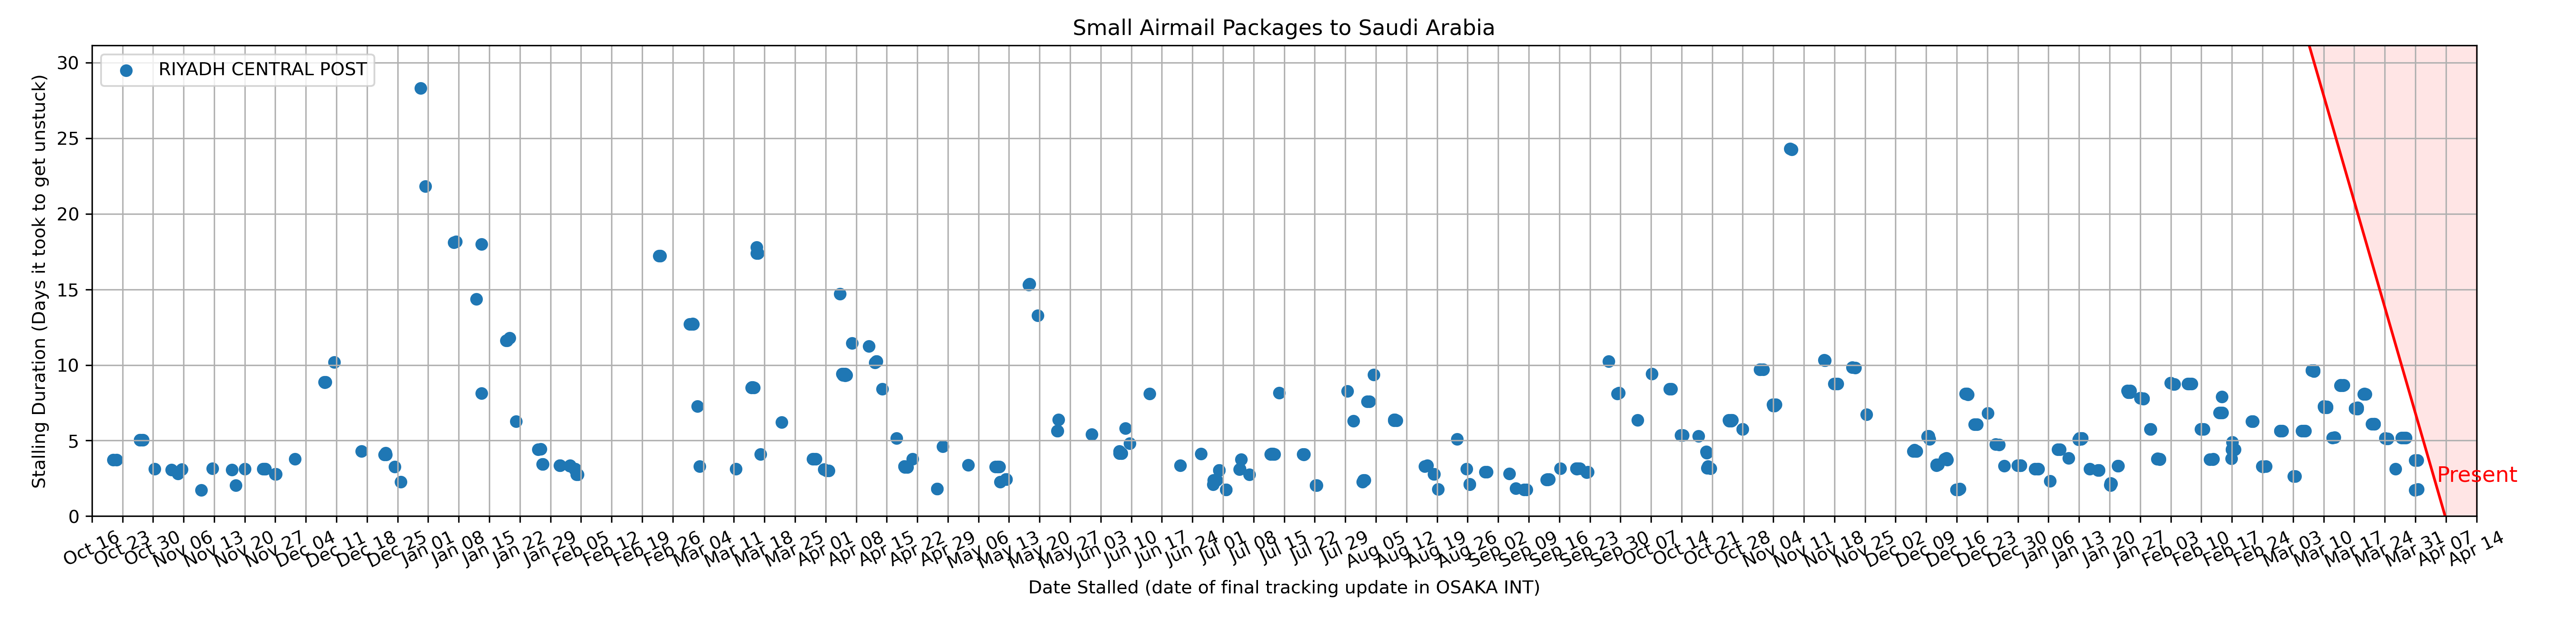 Small Airmail Packages to Saudi Arabia
RIYADH CENTRAL POST
Stalling Duration (Days it took to get unstuck)
30
25
20
15
10
5
0
Present
Oct 16
Oct 23
Oct 30
Nov 06
Nov 13
Nov 20
Nov 27
Dec 04
Dec 11
Dec 18
Dec 25
Jan 01
Jan 08
Jan 15
Jan 22
Jan 29
Feb 05
Feb 12
Feb 19
Feb 26
Mar 04
Mar 11
Mar 18
Mar 25
Apr 01
Apr 08
Apr 15
Apr 22
Apr 29
May 06
May 13
May 20
May 27
Jun 03
Jun 10
Jun 17
Jun 24
Jul 01
Jul 08
Jul 15
Jul 22
Jul 29
Aug 05
Aug 12
Aug 19
Aug 26
Sep 02
Sep 09
Sep 16
Sep 23
Sep 30
Oct 07
Oct 14
Oct 21
Oct 28
Nov 04
Nov 11
Nov 18
Nov 25
Dec 02
Dec 09
Dec 16
Dec 23
Dec 30
Jan 06
Jan 13
Jan 20
Jan 27
Feb 03
Feb 10
Feb 17
Feb 24
Mar 03
Mar 10
Mar 17
Mar 24
Mar 31
Apr 07
Apr 14
Date Stalled (date of final tracking update in OSAKA INT)